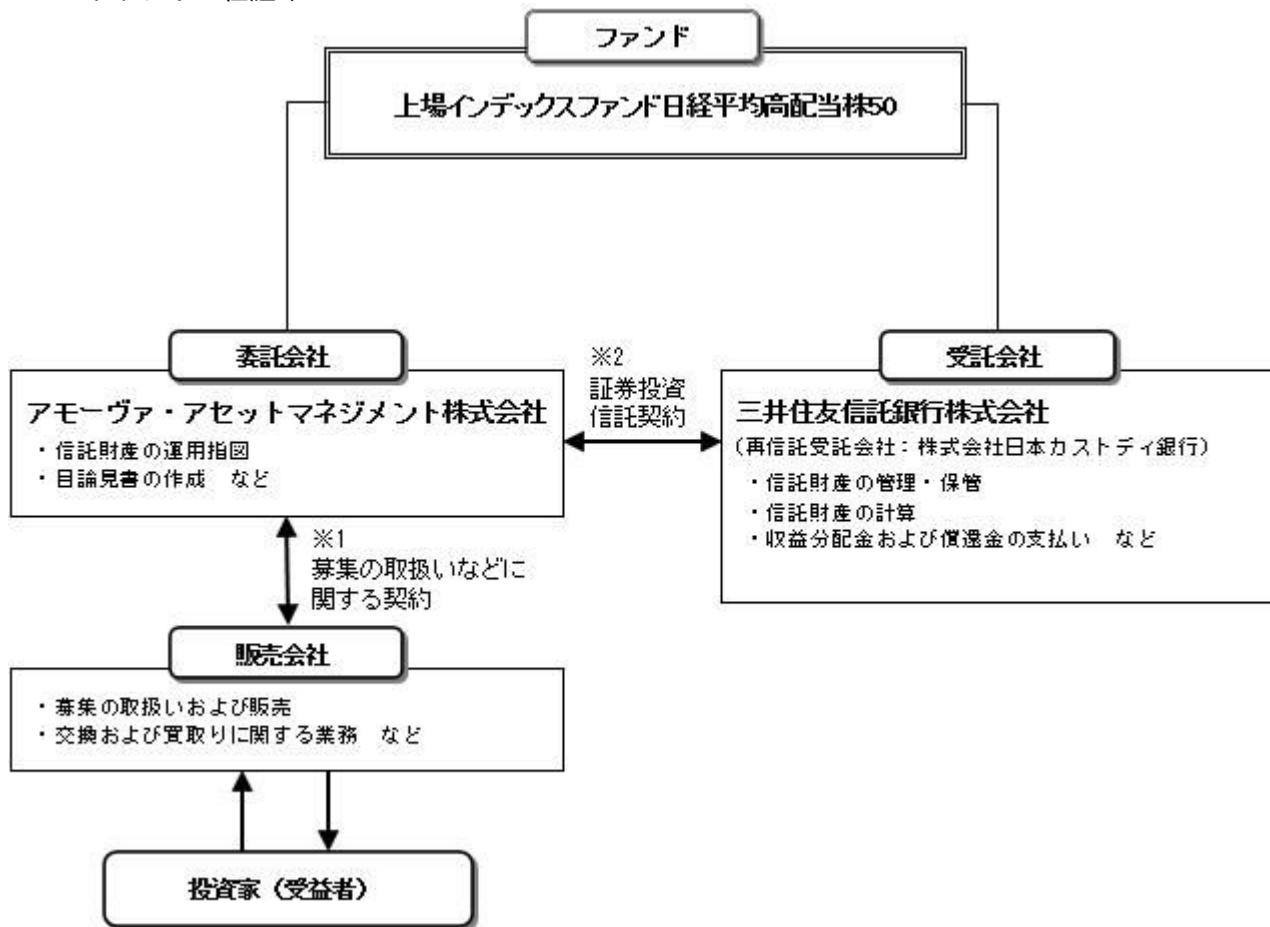 ファンド
上場インデックスファンド日経平均高配当株50
委託会社
アモーヴァ・アセットマネジメント株式会社
・信託財産の運用指図
・目論見書の作成　など
※2
証券投資
信託契約
受託会社
三井住友信託銀行株式会社
(再信託受託会社：株式会社日本カストディ銀行)
・信託財産の管理・保管
・信託財産の計算
・収益分配金および償還金の支払い　など
※1
募集の取扱いなどに
関する契約
販売会社
・募集の取扱いおよび販売
・交換および買取りに関する業務　など
投資家（受益者）